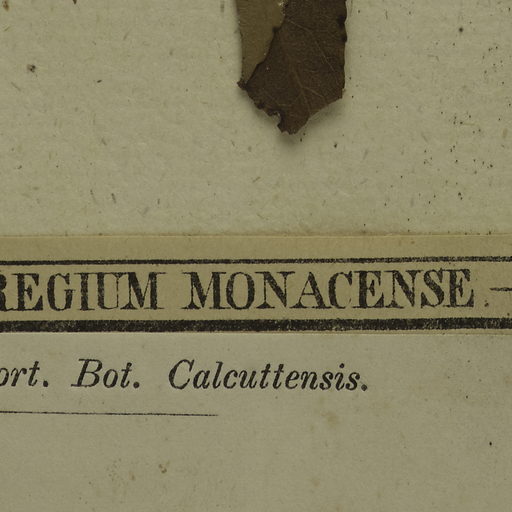 REGIUM MONACENSE —
ort. Bot. Calcuttensis.